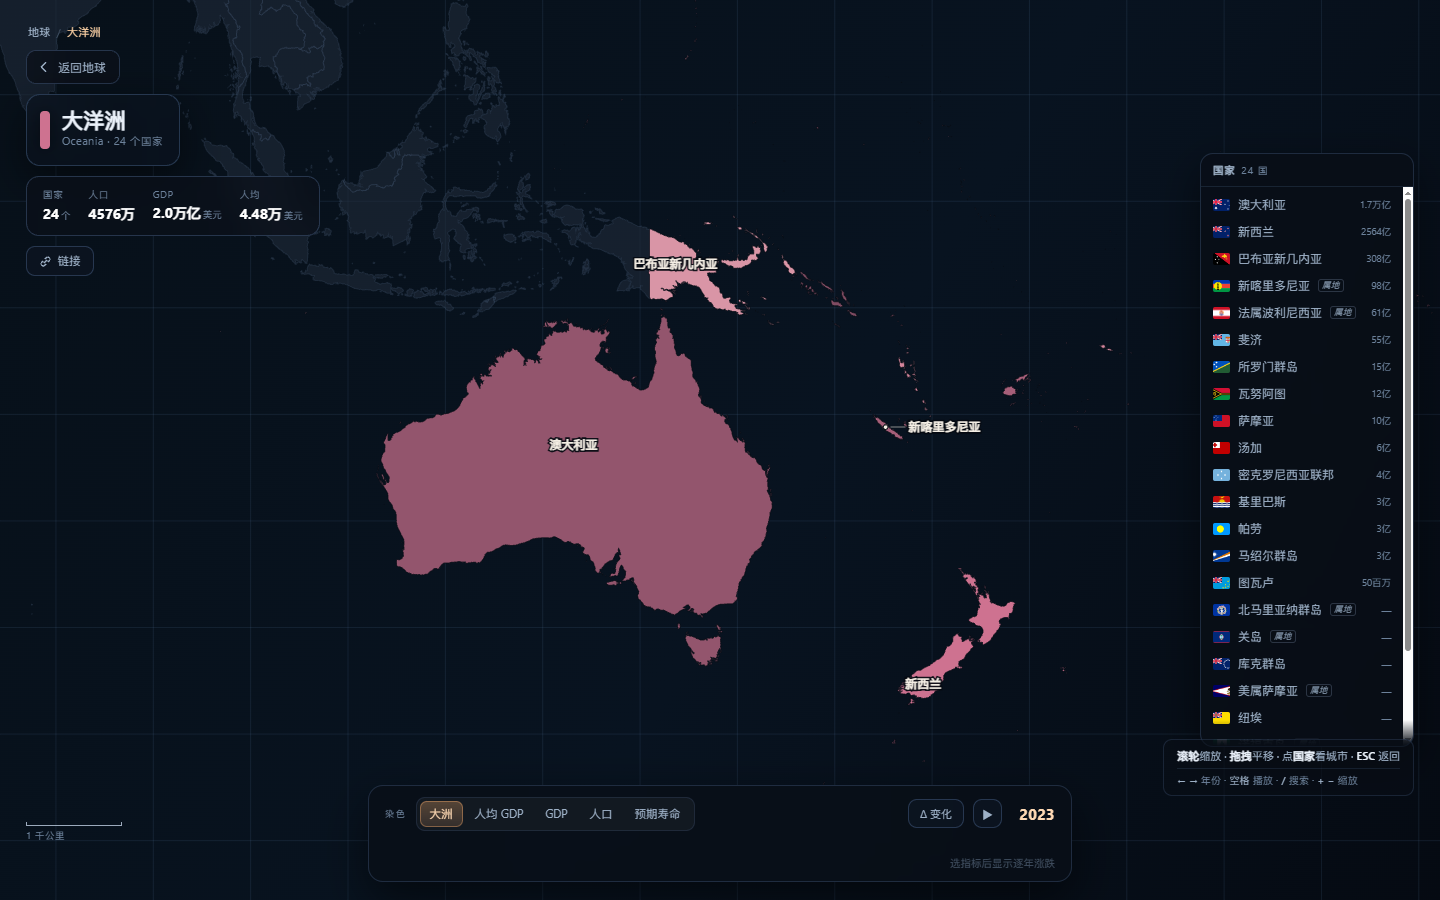 地球 大洋洲
返回地球
大洋洲
Oceania · 24 个国家
国家 人口 GDP 人均
24 个 4576万 2.0万亿 美元 4.48万 美元
链接
巴布亚新几内亚
澳大利亚
新喀里多尼亚
新西兰
国家 24 国
澳大利亚 1.7万亿
新西兰 2564亿
巴布亚新几内亚 308亿
新喀里多尼亚 属地 98亿
法属波利尼西亚 属地 61亿
斐济 55亿
所罗门群岛 15亿
瓦努阿图 12亿
萨摩亚 10亿
汤加 6亿
密克罗尼西亚联邦 4亿
基里巴斯 3亿
帕劳 3亿
马绍尔群岛 3亿
图瓦卢 50百万
北马里亚纳群岛 属地 —
关岛 属地 —
库克群岛 —
美属萨摩亚 属地 —
纽埃 —
滚轮缩放 · 拖拽平移 · 点国家看城市 · ESC 返回
← → 年份 · 空格 播放 · / 搜索 · + − 缩放
染色 大洲 人均 GDP GDP 人口 预期寿命 Δ 变化 2023
选指标后显示逐年涨跌
1 千公里